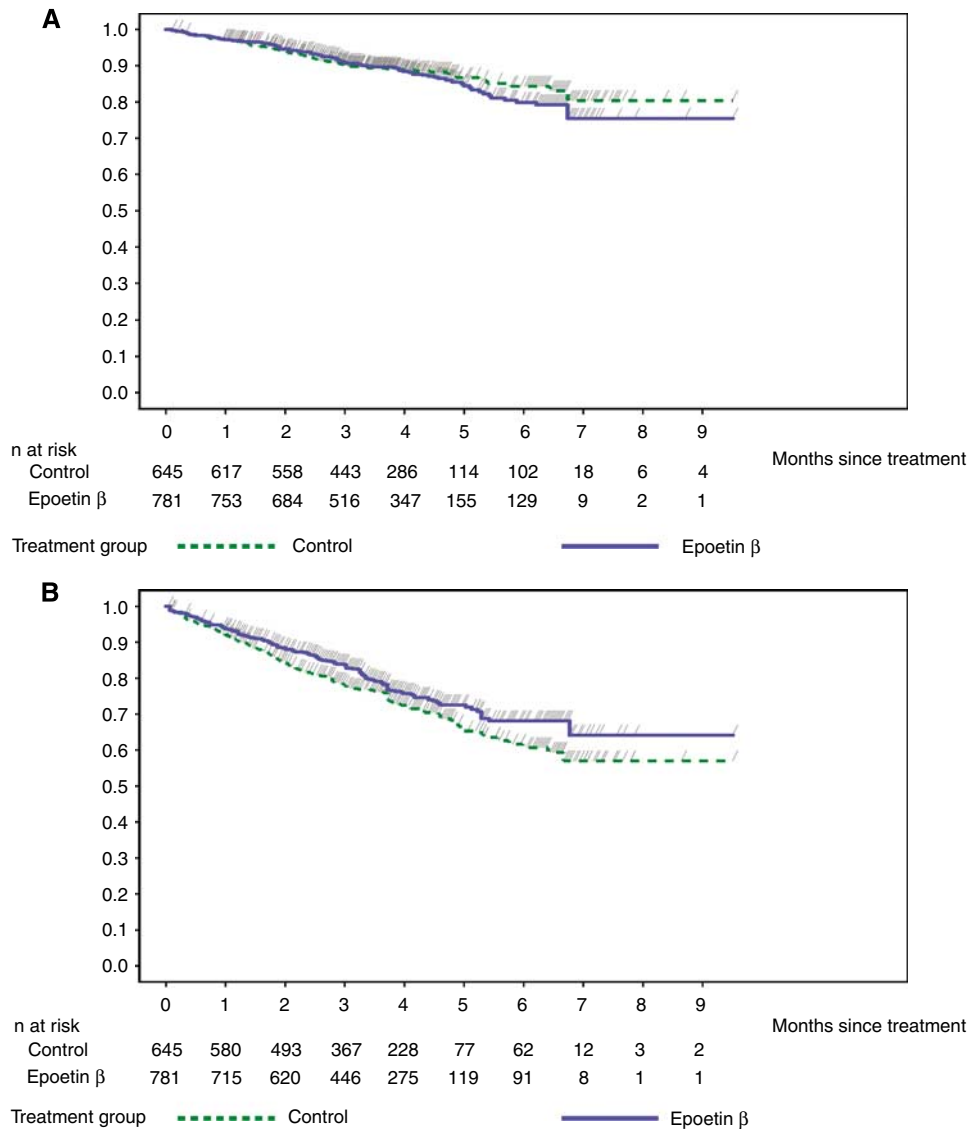 A
1.0
0.9
0.8
0.7
0.6
0.5
0.4
0.3
0.2
0.1
0.0
0 1 2 3 4 5 6 7 8 9
n at risk
Months since treatment
Control 645 617 558 443 286 114 102 18 6 4
Epoetin β 781 753 684 516 347 155 129 9 2 1
Treatment group Control Epoetin β
B
1.0
0.9
0.8
0.7
0.6
0.5
0.4
0.3
0.2
0.1
0.0
0 1 2 3 4 5 6 7 8 9
n at risk Months since treatment
Control 645 580 493 367 228 77 62 12 3 2
Epoetin β 781 715 620 446 275 119 91 8 1 1
Treatment group Control Epoetin β